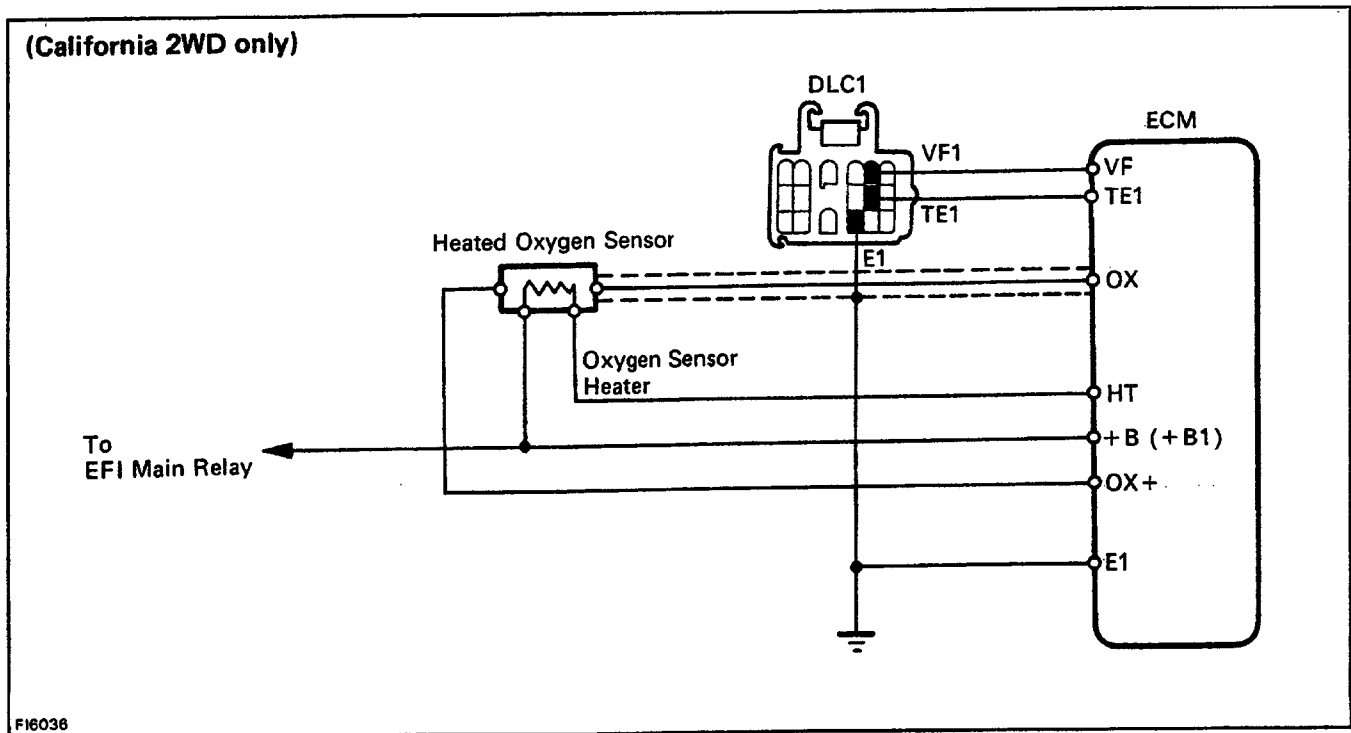 (California 2WD only)
DLC1
ECM
VF1
VF
TE1
TE1
Heated Oxygen Sensor
E1
OX
Oxygen Sensor
Heater
HT
To
EFI Main Relay
+B (+B1)
OX+
E1
FI6036